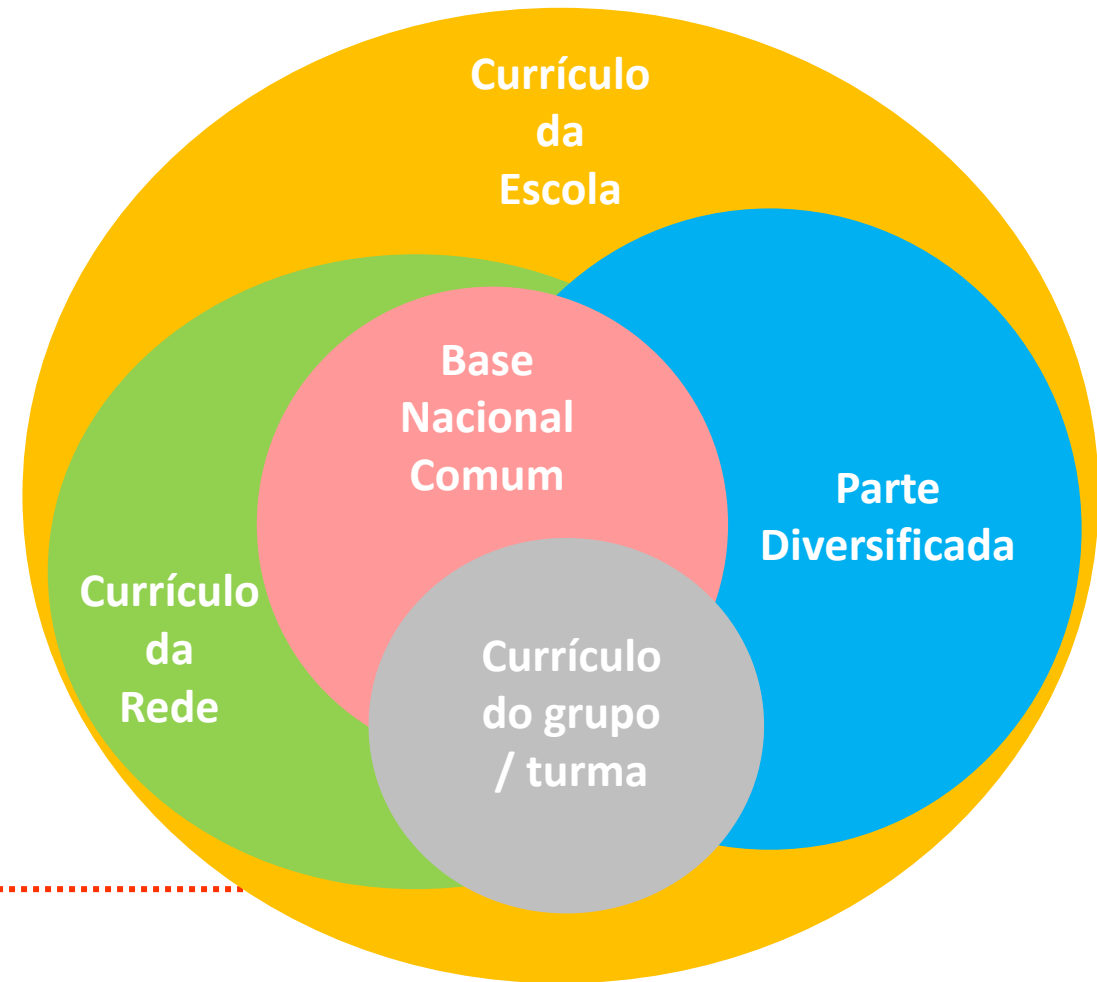 Currículo
da
Escola
Base
Nacional
Comum
Parte
Diversificada
Currículo
da
Rede
Currículo
do grupo
/ turma